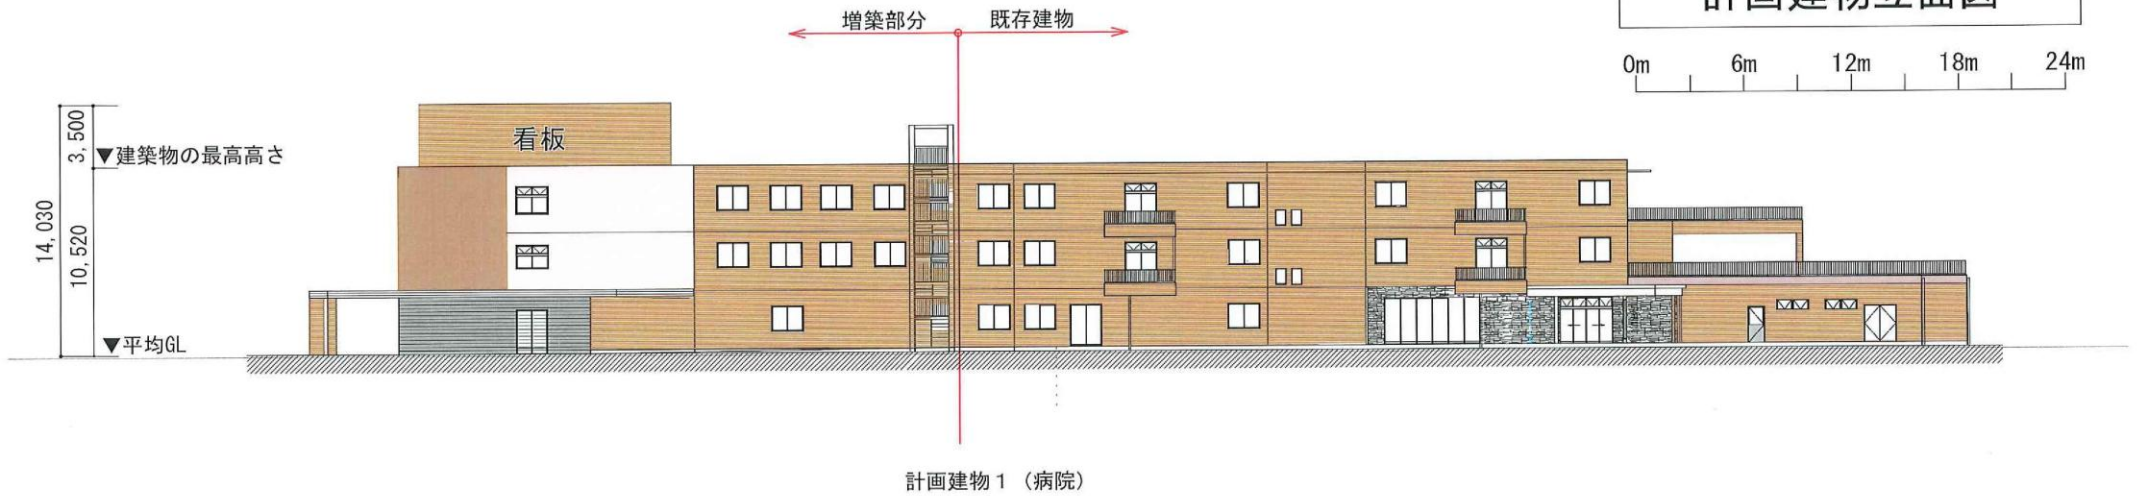 計画建物立面図
増築部分
既存建物
0m 6m 12m 18m 24m
3,500
看板
▼建築物の最高高さ
14,030
10,520
▼平均GL
計画建物1(病院)